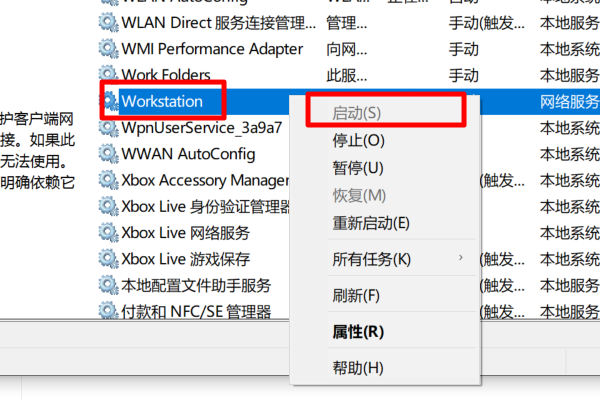 WLAN AutoConfig WLA... 正在... 自动 本地系统
WLAN Direct 服务连接管理... 管理... 手动(触发... 本地服务
WMI Performance Adapter 向网... 手动 本地系统
Work Folders 此服... 手动 本地服务
Workstation 网络服务
WpnUserService_3a9a7 本地系统
WWAN AutoConfig 本地系统
Xbox Accessory Manager (触发... 本地系统
Xbox Live 身份验证管理器 本地系统
Xbox Live 网络服务 本地系统
Xbox Live 游戏保存 (触发... 本地系统
本地配置文件助手服务 (触发... 本地服务
付款和 NFC/SE 管理器 (触发... 本地服务
护客户端网
接。如果此
无法使用。
明确依赖它
启动(S)
停止(O)
暂停(U)
恢复(M)
重新启动(E)
所有任务(K)
刷新(F)
属性(R)
帮助(H)